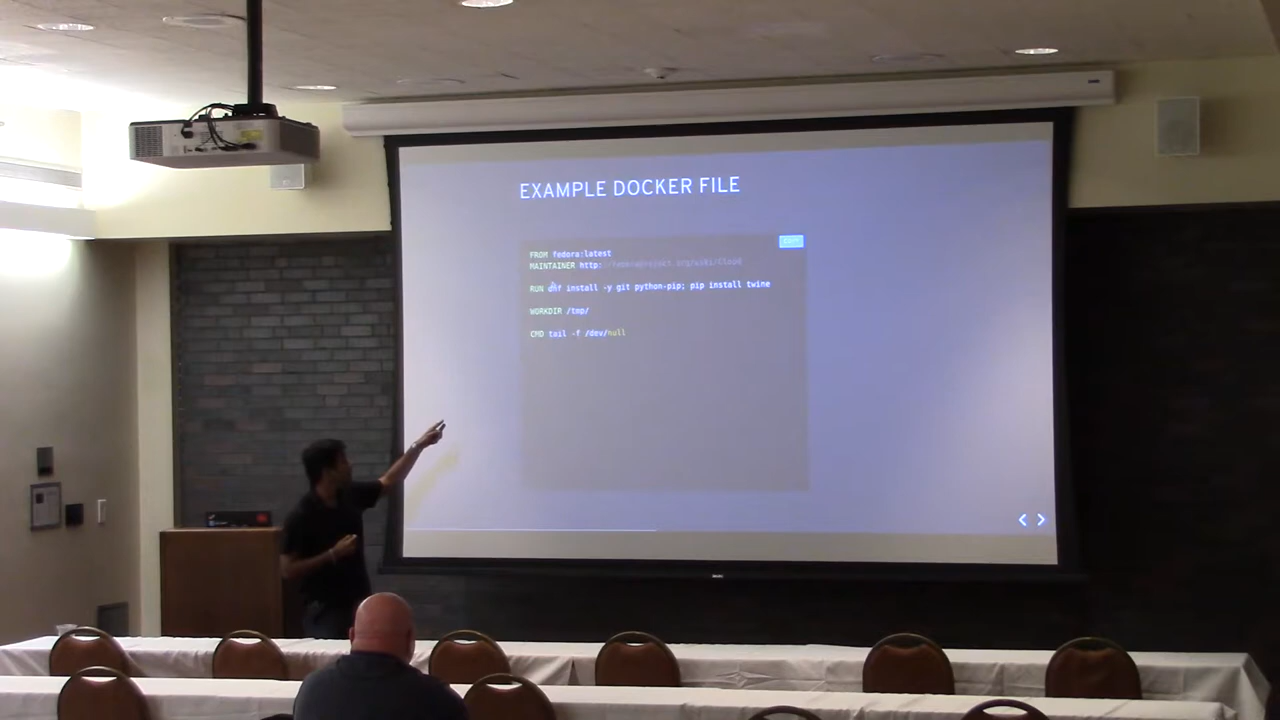 EXAMPLE DOCKER FILE
FROM fedora:latest
MAINTAINER http:
RUN dnf install -y git python-pip; pip install twine
WORKDIR /tmp/
CMD tail -f /dev/null